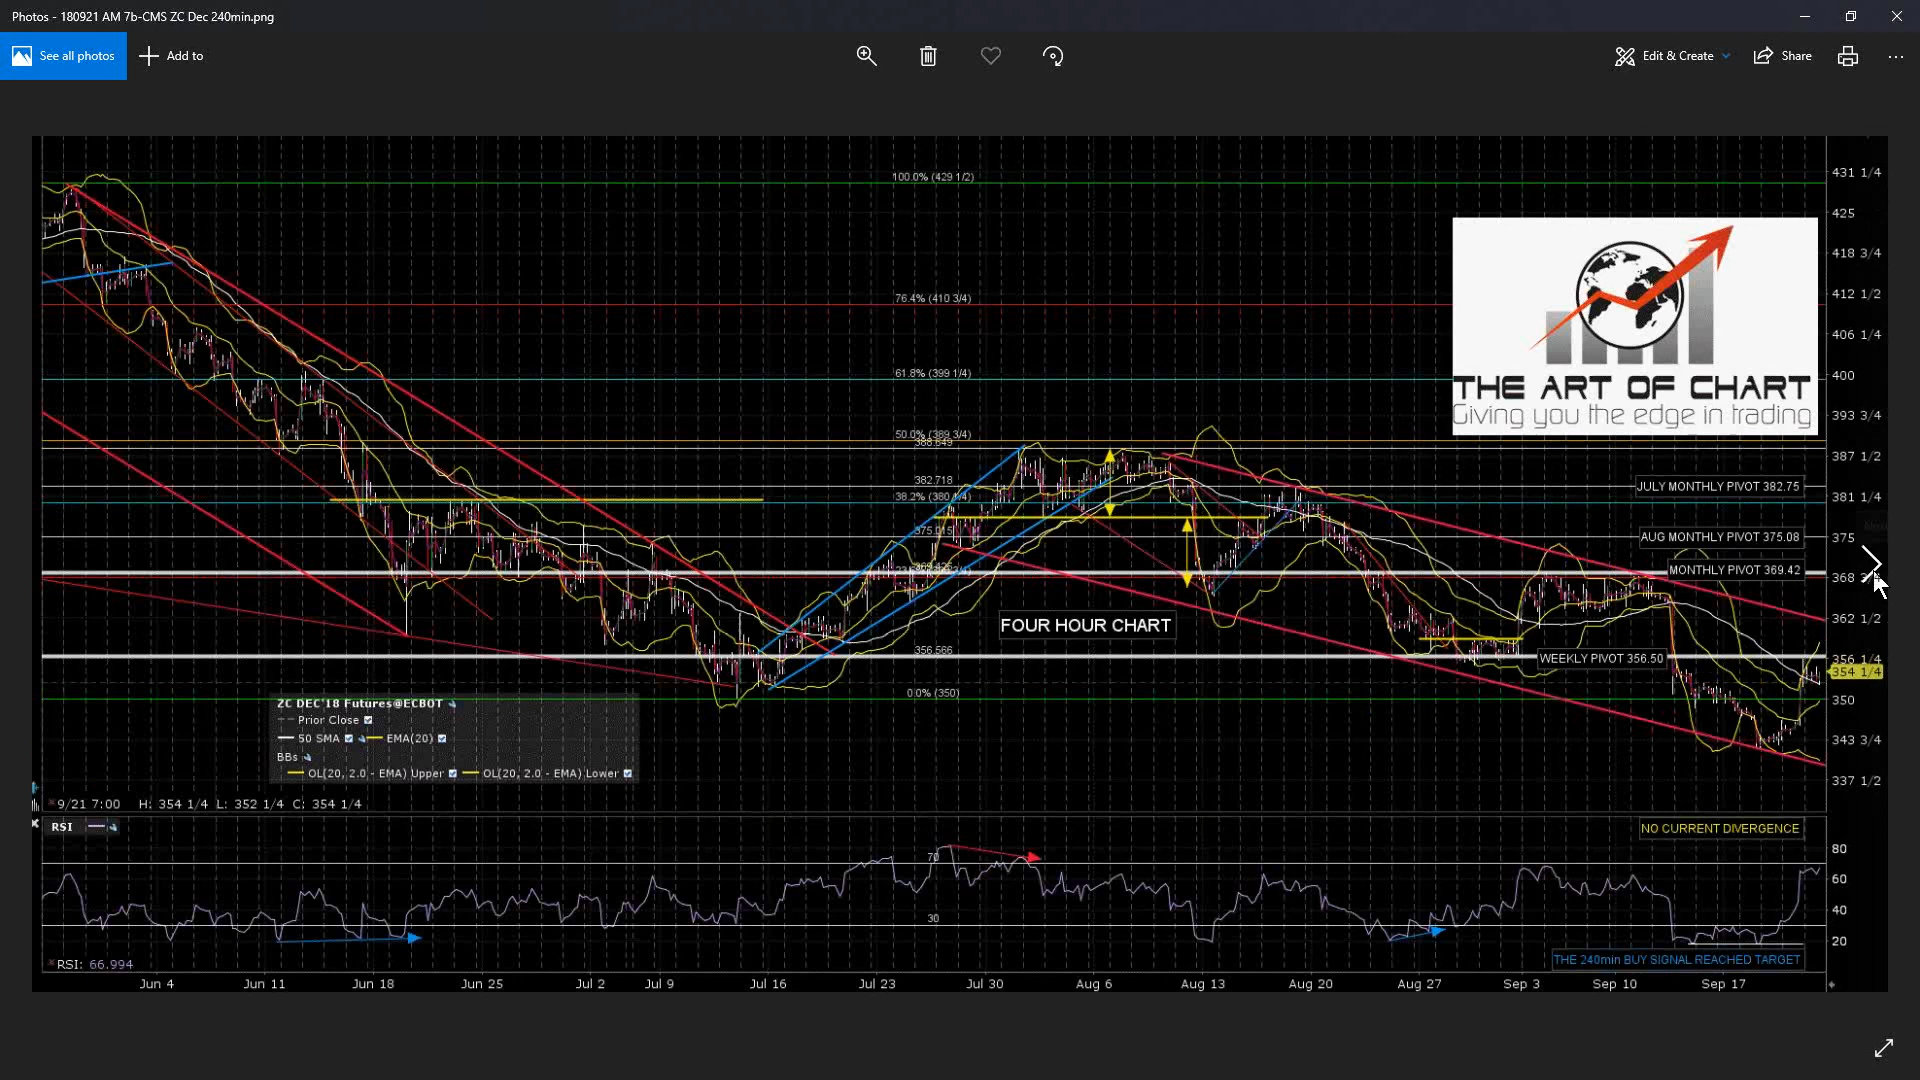 Photos - 180921 AM 7b-CMS ZC Dec 240min.png
See all photos
Add to
Edit & Create
Share
100.0% (429 1/2)
431 1/4
425
418 3/4
76.4% (410 3/4)
412 1/2
406 1/4
61.8% (399 1/4)
400
THE ART OF CHART
Giving you the edge in trading
393 3/4
50.0% (389 3/4)
387 1/2
382.718
JULY MONTHLY PIVOT 382.75
38.2% (380 1/4)
381 1/4
375.015
AUG MONTHLY PIVOT 375.08
375
MONTHLY PIVOT 369.42
368
FOUR HOUR CHART
362 1/2
356.566
WEEKLY PIVOT 356.50
356 1/4
354 1/4
0.0% (350)
350
ZC DEC'18 Futures@ECBOT
Prior Close
50 SMA EMA(20)
BBs
OL(20, 2.0 - EMA) Upper OL(20, 2.0 - EMA) Lower
343 3/4
337 1/2
9/21 7:00 H: 354 1/4 L: 352 1/4 C: 354 1/4
RSI
NO CURRENT DIVERGENCE
80
70
60
40
30
20
THE 240min BUY SIGNAL REACHED TARGET
RSI: 66.994
Jun 4 Jun 11 Jun 18 Jun 25 Jul 2 Jul 9 Jul 16 Jul 23 Jul 30 Aug 6 Aug 13 Aug 20 Aug 27 Sep 3 Sep 10 Sep 17